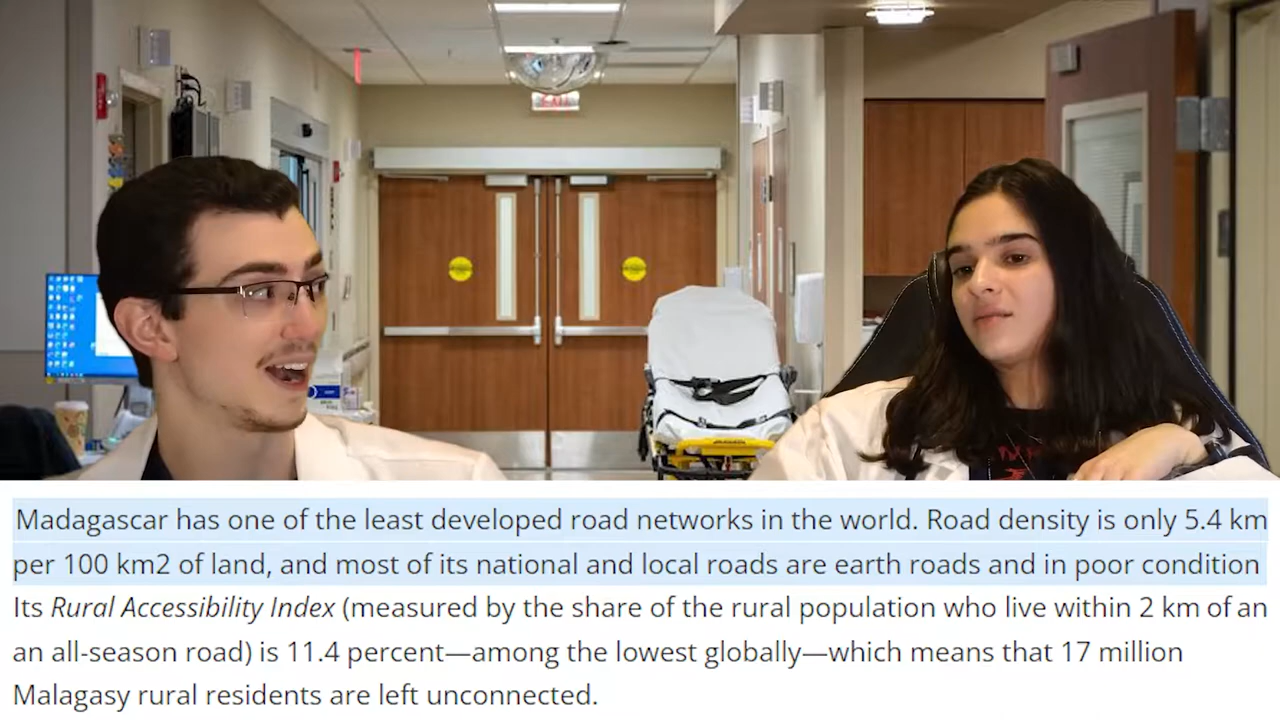 EXIT
Madagascar has one of the least developed road networks in the world. Road density is only 5.4 km
per 100 km2 of land, and most of its national and local roads are earth roads and in poor condition
Its Rural Accessibility Index (measured by the share of the rural population who live within 2 km of an
an all-season road) is 11.4 percent—among the lowest globally—which means that 17 million
Malagasy rural residents are left unconnected.